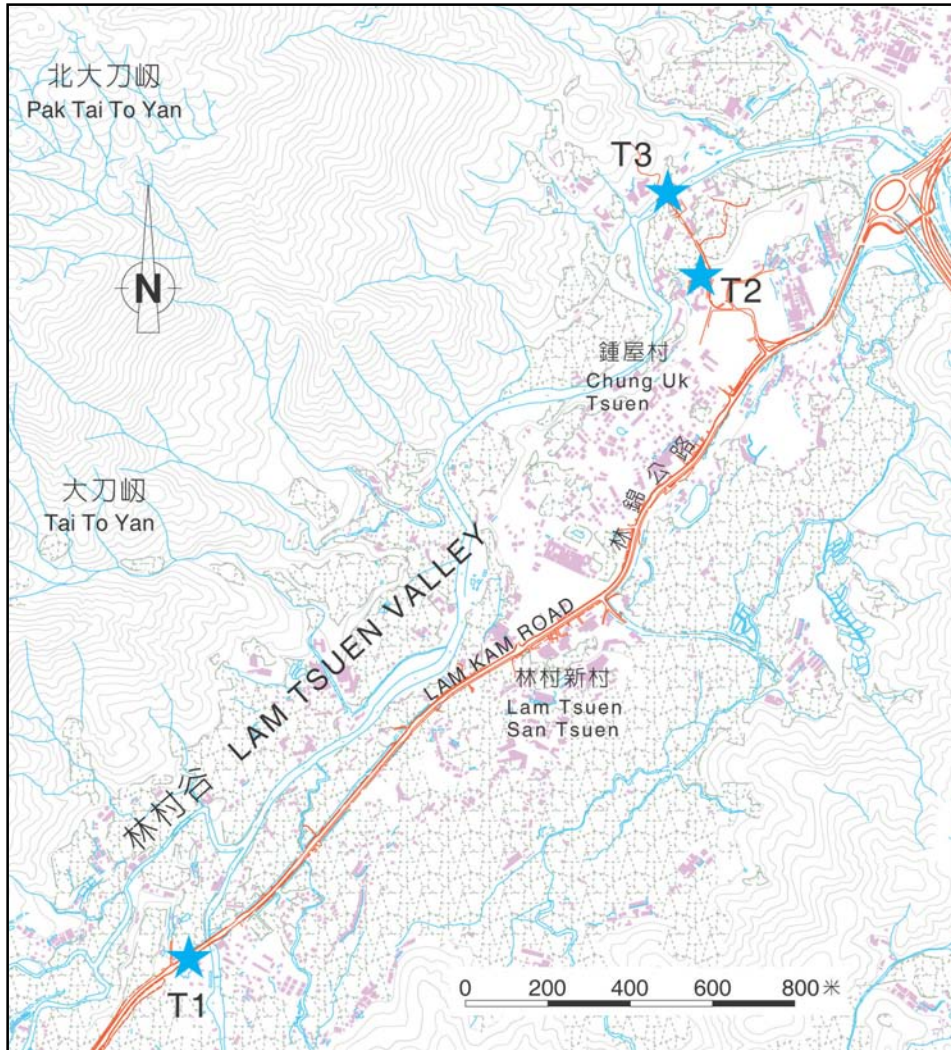 北大刀屻
Pak Tai To Yan
T3
N
T2
鍾屋村
Chung Uk
Tsuen
林錦公路
大刀屻
Tai To Yan
LAM KAM ROAD
林村新村
Lam Tsuen
San Tsuen
林村谷 LAM TSUEN VALLEY
T1
0 200 400 600 800米